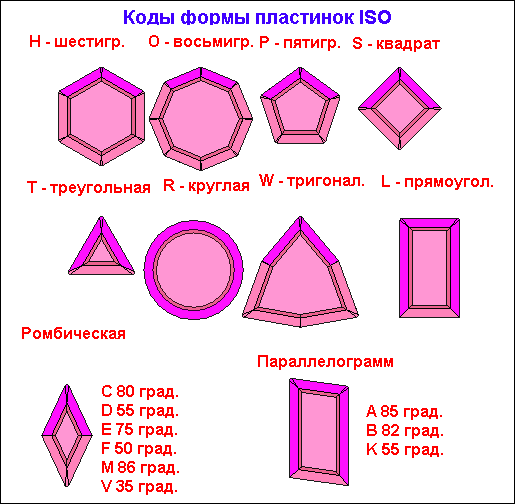 Коды формы пластинок ISO
H - шестигр. O - восьмигр. P - пятигр. S - квадрат
T - треугольная R - круглая W - тригонал. L - прямоугол.
Ромбическая
Параллелограмм
C 80 град.
D 55 град.
E 75 град.
F 50 град.
M 86 град.
V 35 град.
A 85 град.
B 82 град.
K 55 град.